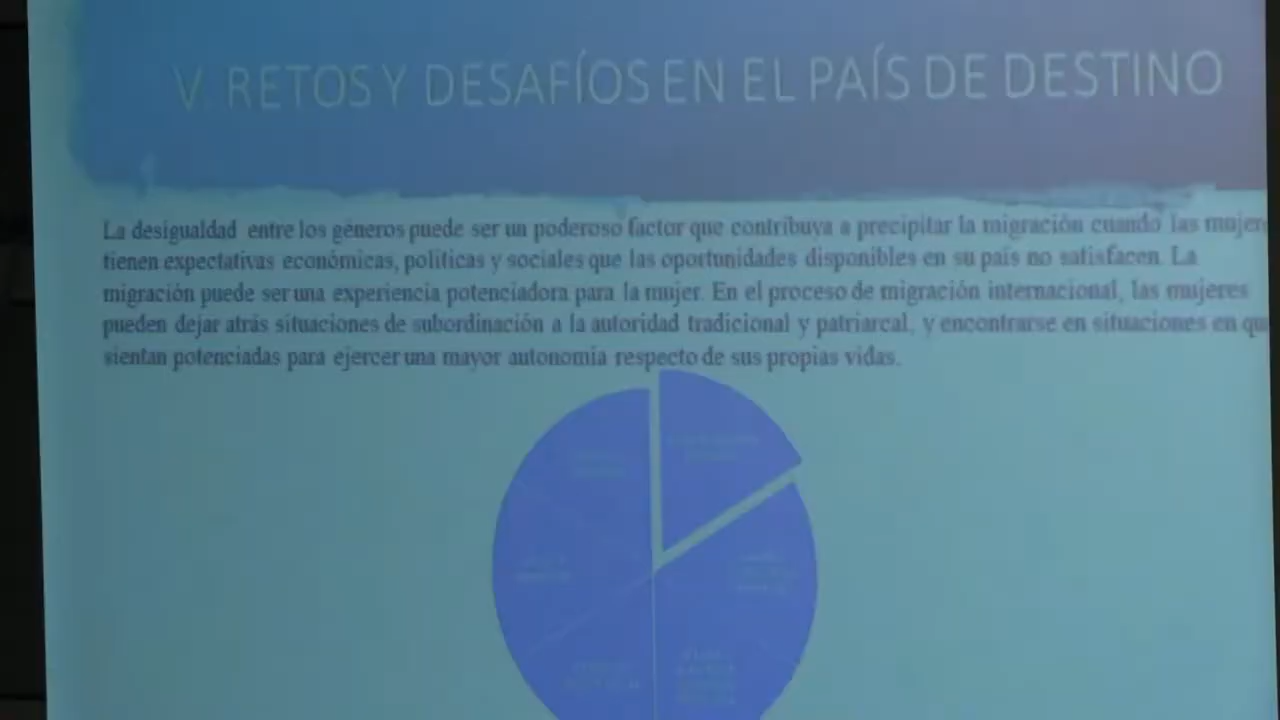 V. RETOS Y DESAFÍOS EN EL PAÍS DE DESTINO
La desigualdad entre los géneros puede ser un poderoso factor que contribuya a precipitar la migración cuando las mujere
tienen expectativas económicas, políticas y sociales que las oportunidades disponibles en su país no satisfacen. La
migración puede ser una experiencia potenciadora para la mujer. En el proceso de migración internacional, las mujeres
pueden dejar atrás situaciones de subordinación a la autoridad tradicional y patriarcal, y encontrarse en situaciones en qu
sientan potenciadas para ejercer una mayor autonomía respecto de sus propias vidas.